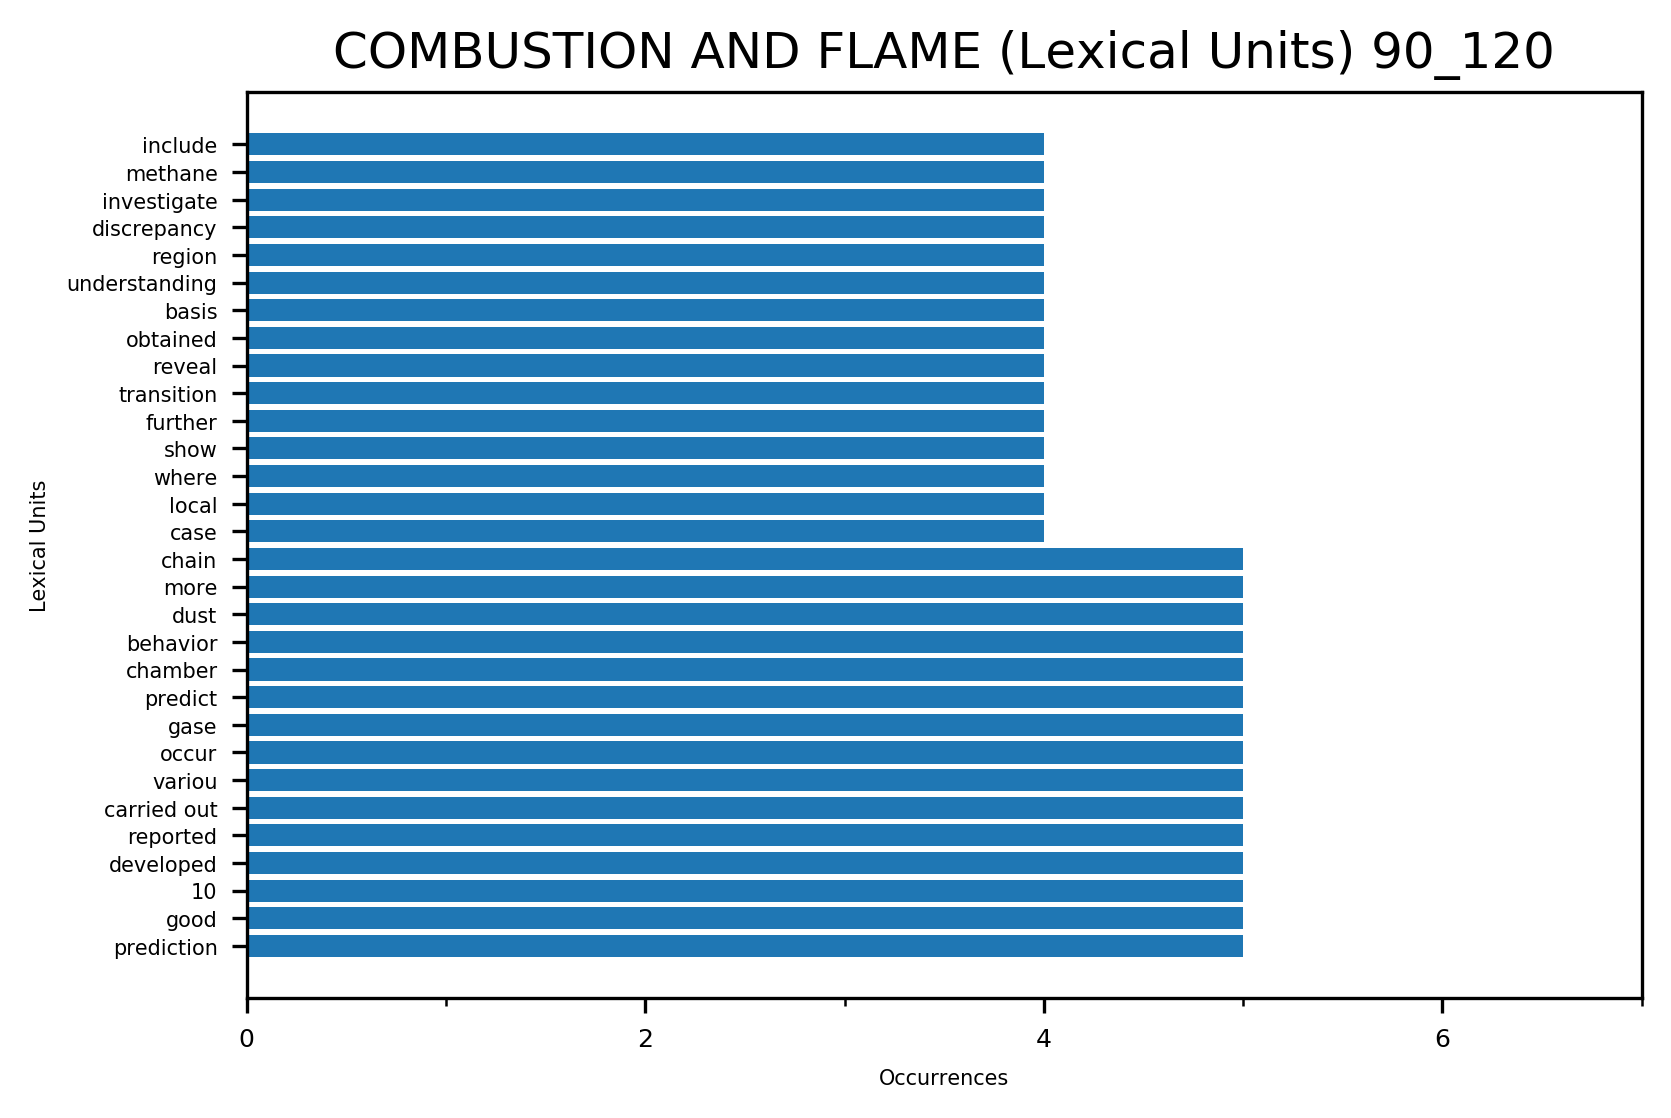 COMBUSTION AND FLAME (Lexical Units) 90_120
include
methane
investigate
discrepancy
region
understanding
basis
obtained
reveal
transition
further
show
where
local
case
chain
more
dust
behavior
chamber
predict
gase
occur
variou
carried out
reported
developed
10
good
prediction
Lexical Units
0 2 4 6
Occurrences